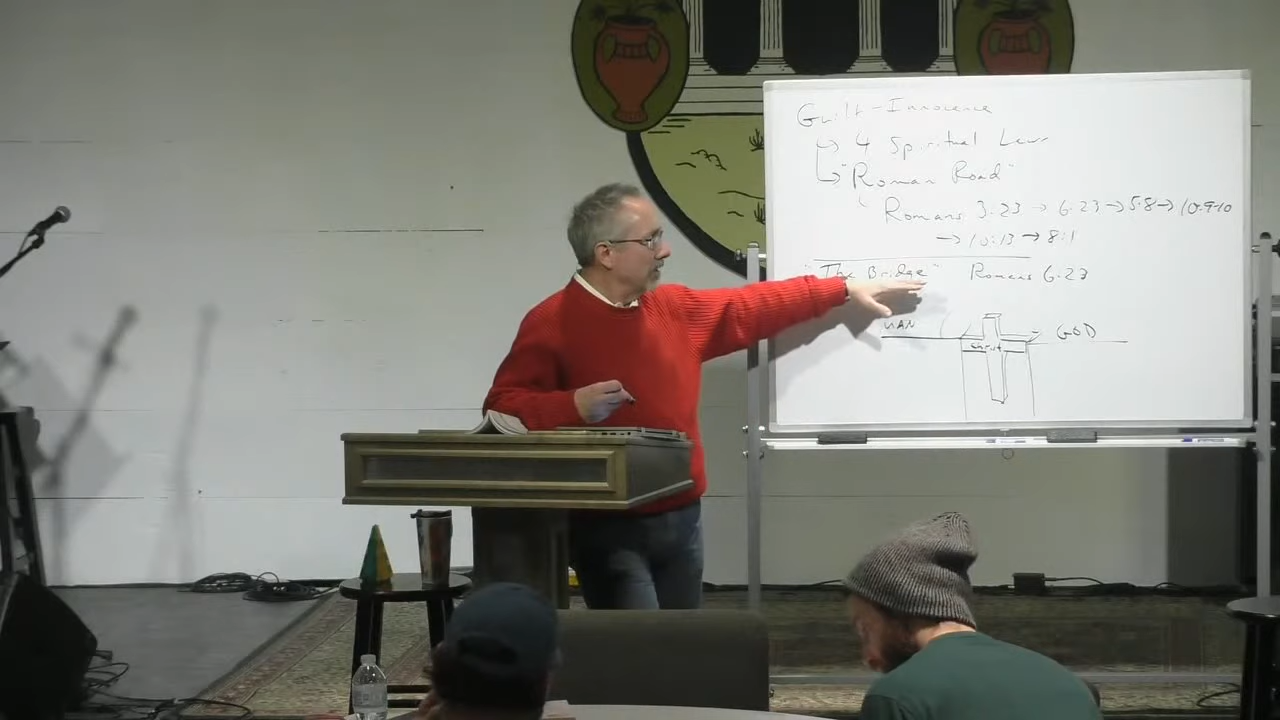 Guilt-Innocence
→ 4 Spiritual Laws
→ "Roman Road"
Romans 3:23 → 6:23 → 5:8 → 10:9-10
→ 10:13 → 8:1
"The Bridge" Romans 6:23
MAN GOD
Christ